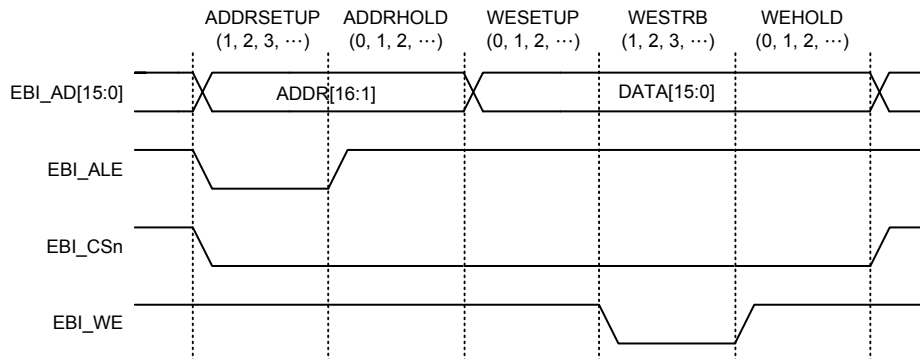 ADDRSETUP ADDRHOLD WESETUP WESTRB WEHOLD
(1, 2, 3, ⋯) (0, 1, 2, ⋯) (0, 1, 2, ⋯) (1, 2, 3, ⋯) (0, 1, 2, ⋯)
EBI_AD[15:0] ADDR[16:1] DATA[15:0]
EBI_ALE
EBI_CSn
EBI_WE